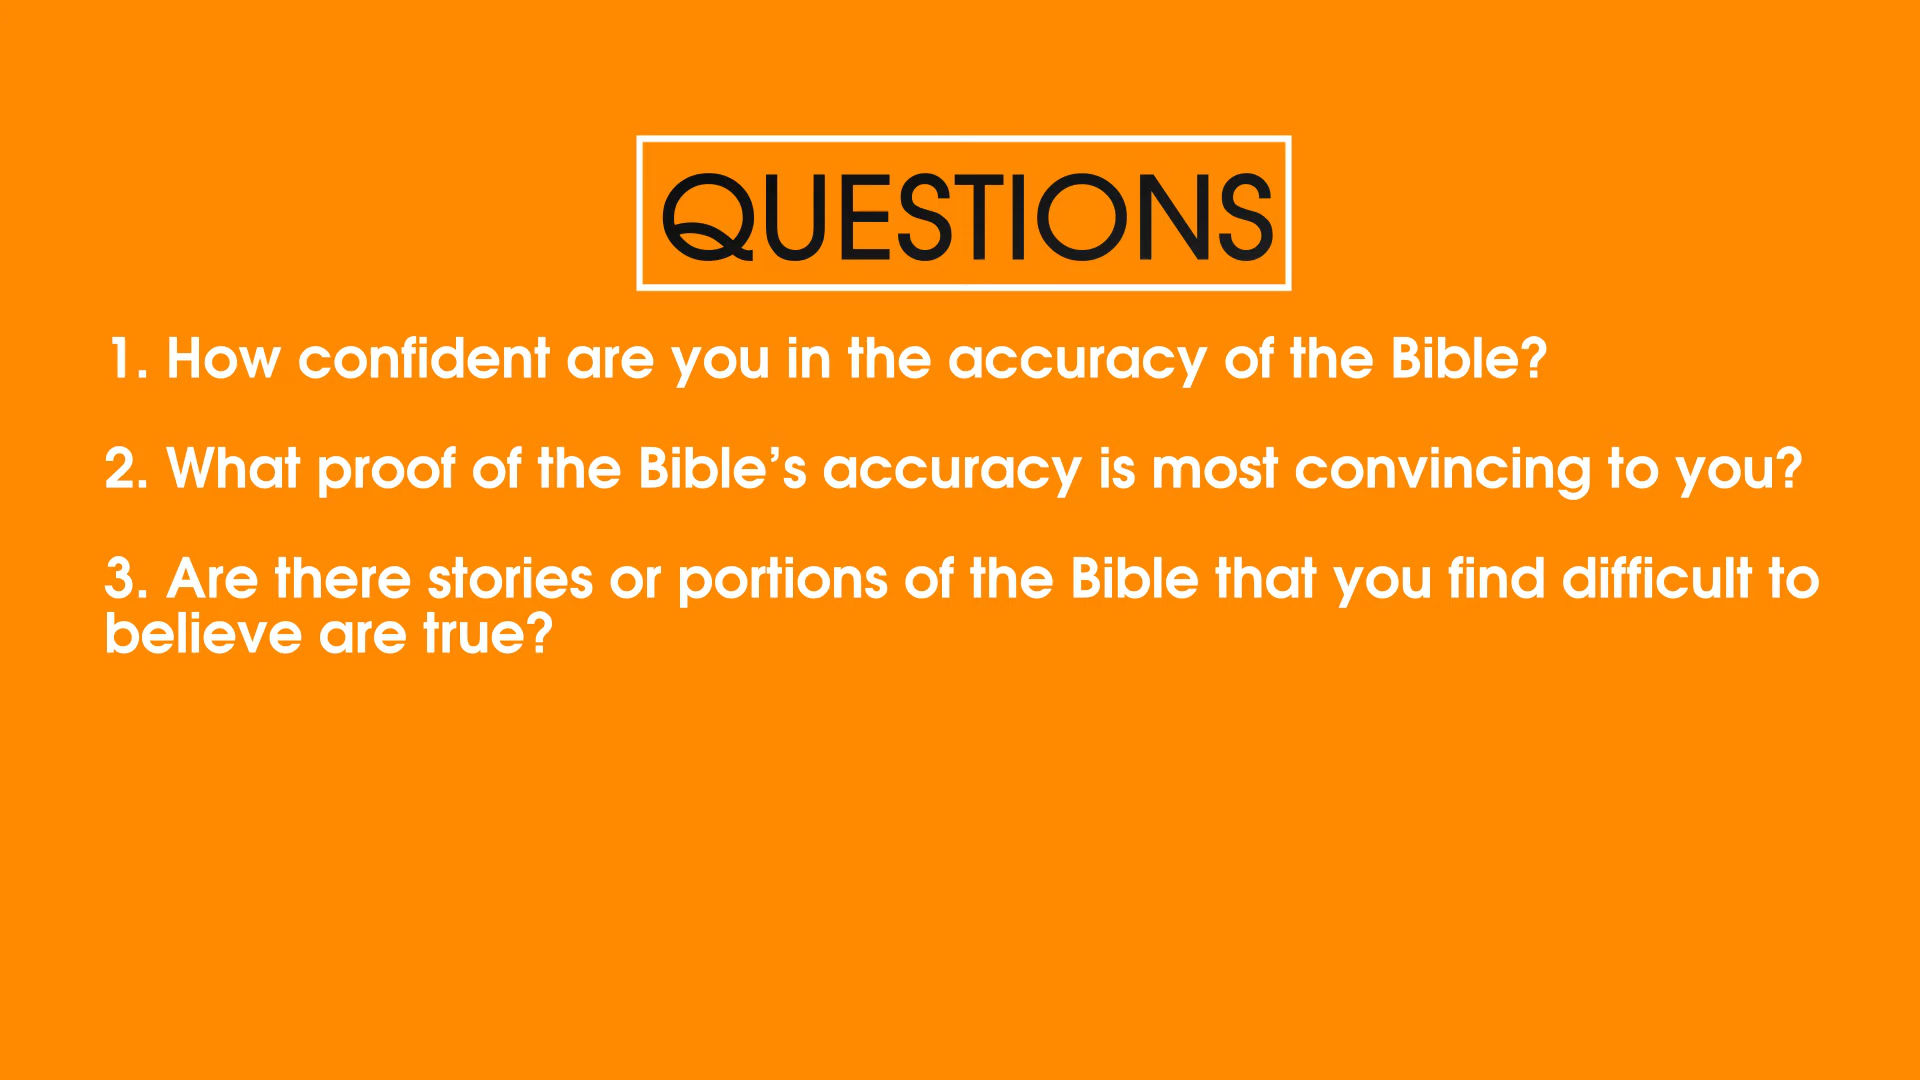 QUESTIONS
1. How confident are you in the accuracy of the Bible?
2. What proof of the Bible’s accuracy is most convincing to you?
3. Are there stories or portions of the Bible that you find difficult to
believe are true?